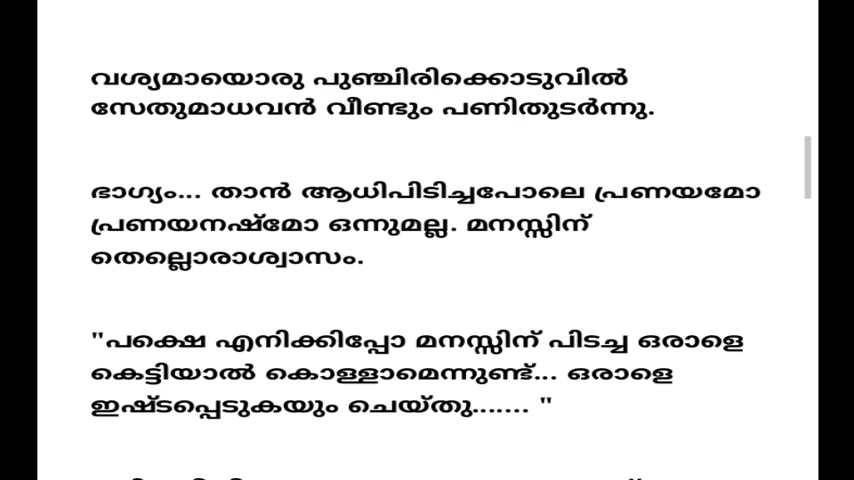 വശ്യമായൊരു പുഞ്ചിരിക്കൊടുവിൽ
സേതുമാധവൻ വീണ്ടും പണിതുടർന്നു.
ഭാഗ്യം... താൻ ആധിപിടിച്ചപോലെ പ്രണയമോ
പ്രണയനഷ്മോ ഒന്നുമല്ല. മനസ്സിന്
തെല്ലൊരാശ്വാസം.
"പക്ഷെ എനിക്കിപ്പോ മനസ്സിന് പിടച്ച ഒരാളെ
കെട്ടിയാൽ കൊള്ളാമെന്നുണ്ട്... ഒരാളെ
ഇഷ്ടപ്പെടുകയും ചെയ്തു....... "